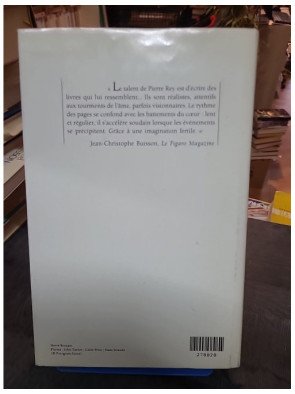 « Le talent de Pierre Rey est d'écrire des
livres qui lui ressemblent... Ils sont réalistes, attentifs
aux tourments de l'âme, parfois visionnaires. Le rythme
des pages se confond avec les battements du cœur : lent
et régulier, il s'accélère soudain lorsque les événements
se précipitent. Grâce à une imagination fertile. »
Jean-Christophe Buisson, Le Figaro Magazine